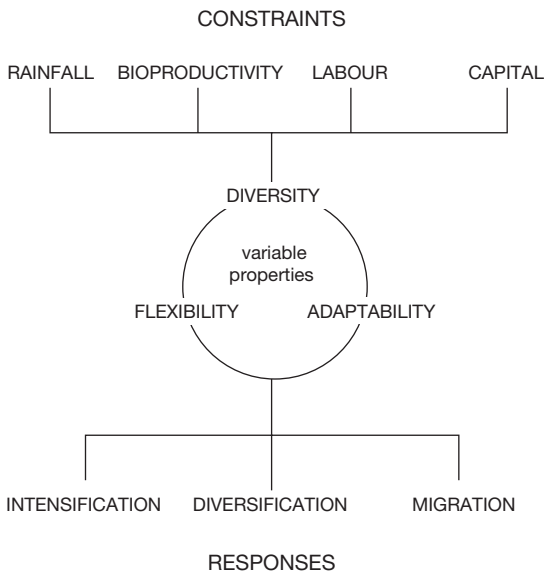 CONSTRAINTS
RAINFALL BIOPRODUCTIVITY LABOUR CAPITAL
DIVERSITY
variable
properties
FLEXIBILITY ADAPTABILITY
INTENSIFICATION DIVERSIFICATION MIGRATION
RESPONSES